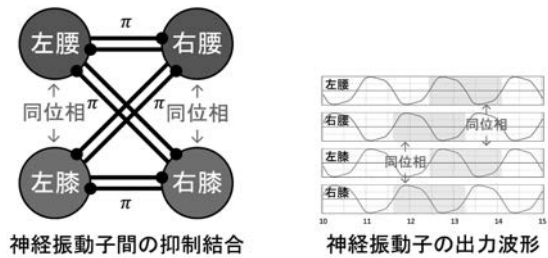 π
左腰 右腰
同位相 π π 同位相
左膝 右膝
π
神経振動子間の抑制結合
左腰
右腰
同位相
左膝
同位相
右膝
10 11 12 13 14 15
神経振動子の出力波形